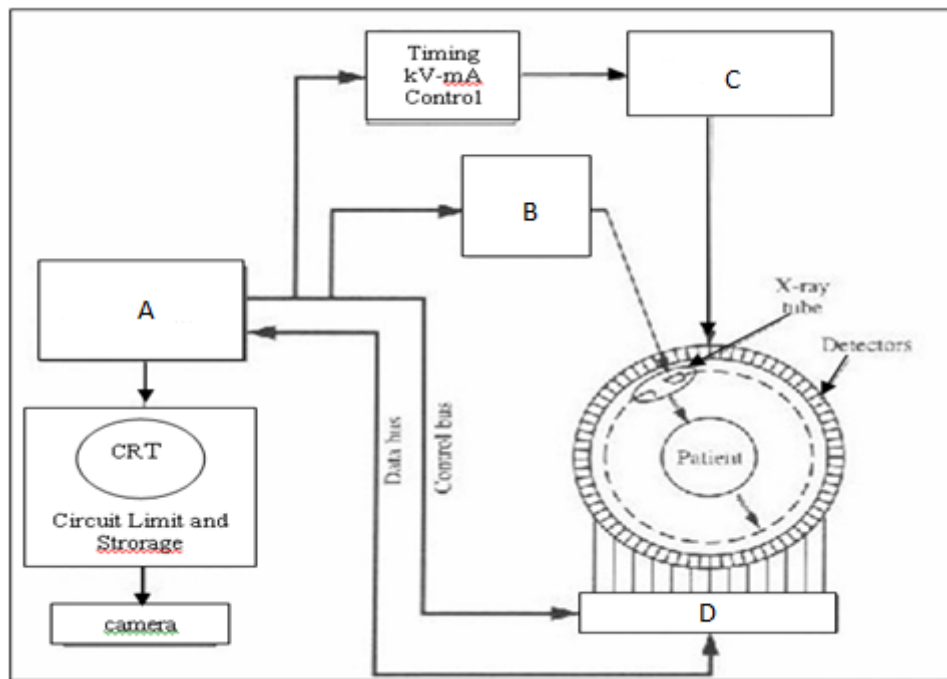 Timing
kV-mA
Control
C
B
A
X-ray
tube
Detectors
CRT
Circuit Limit and
Strorage
Data bus
Control bus
Patient
camera
D